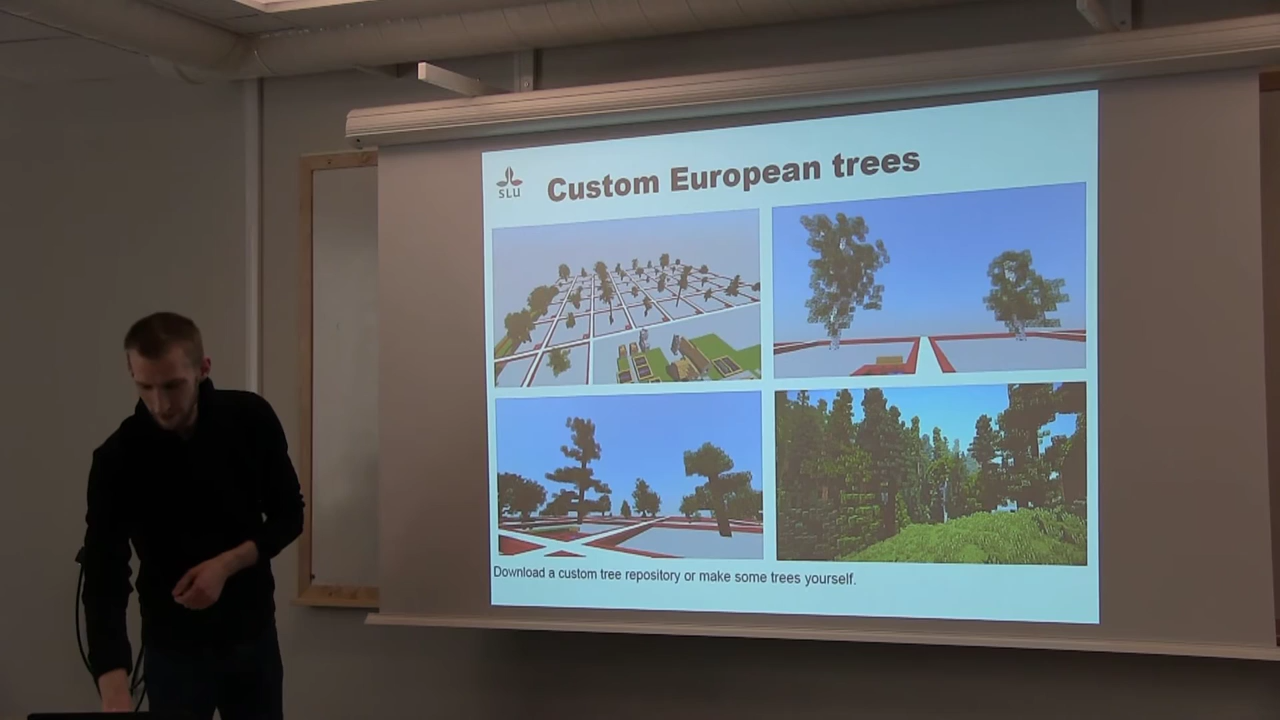 SLU
Custom European trees
Download a custom tree repository or make some trees yourself.